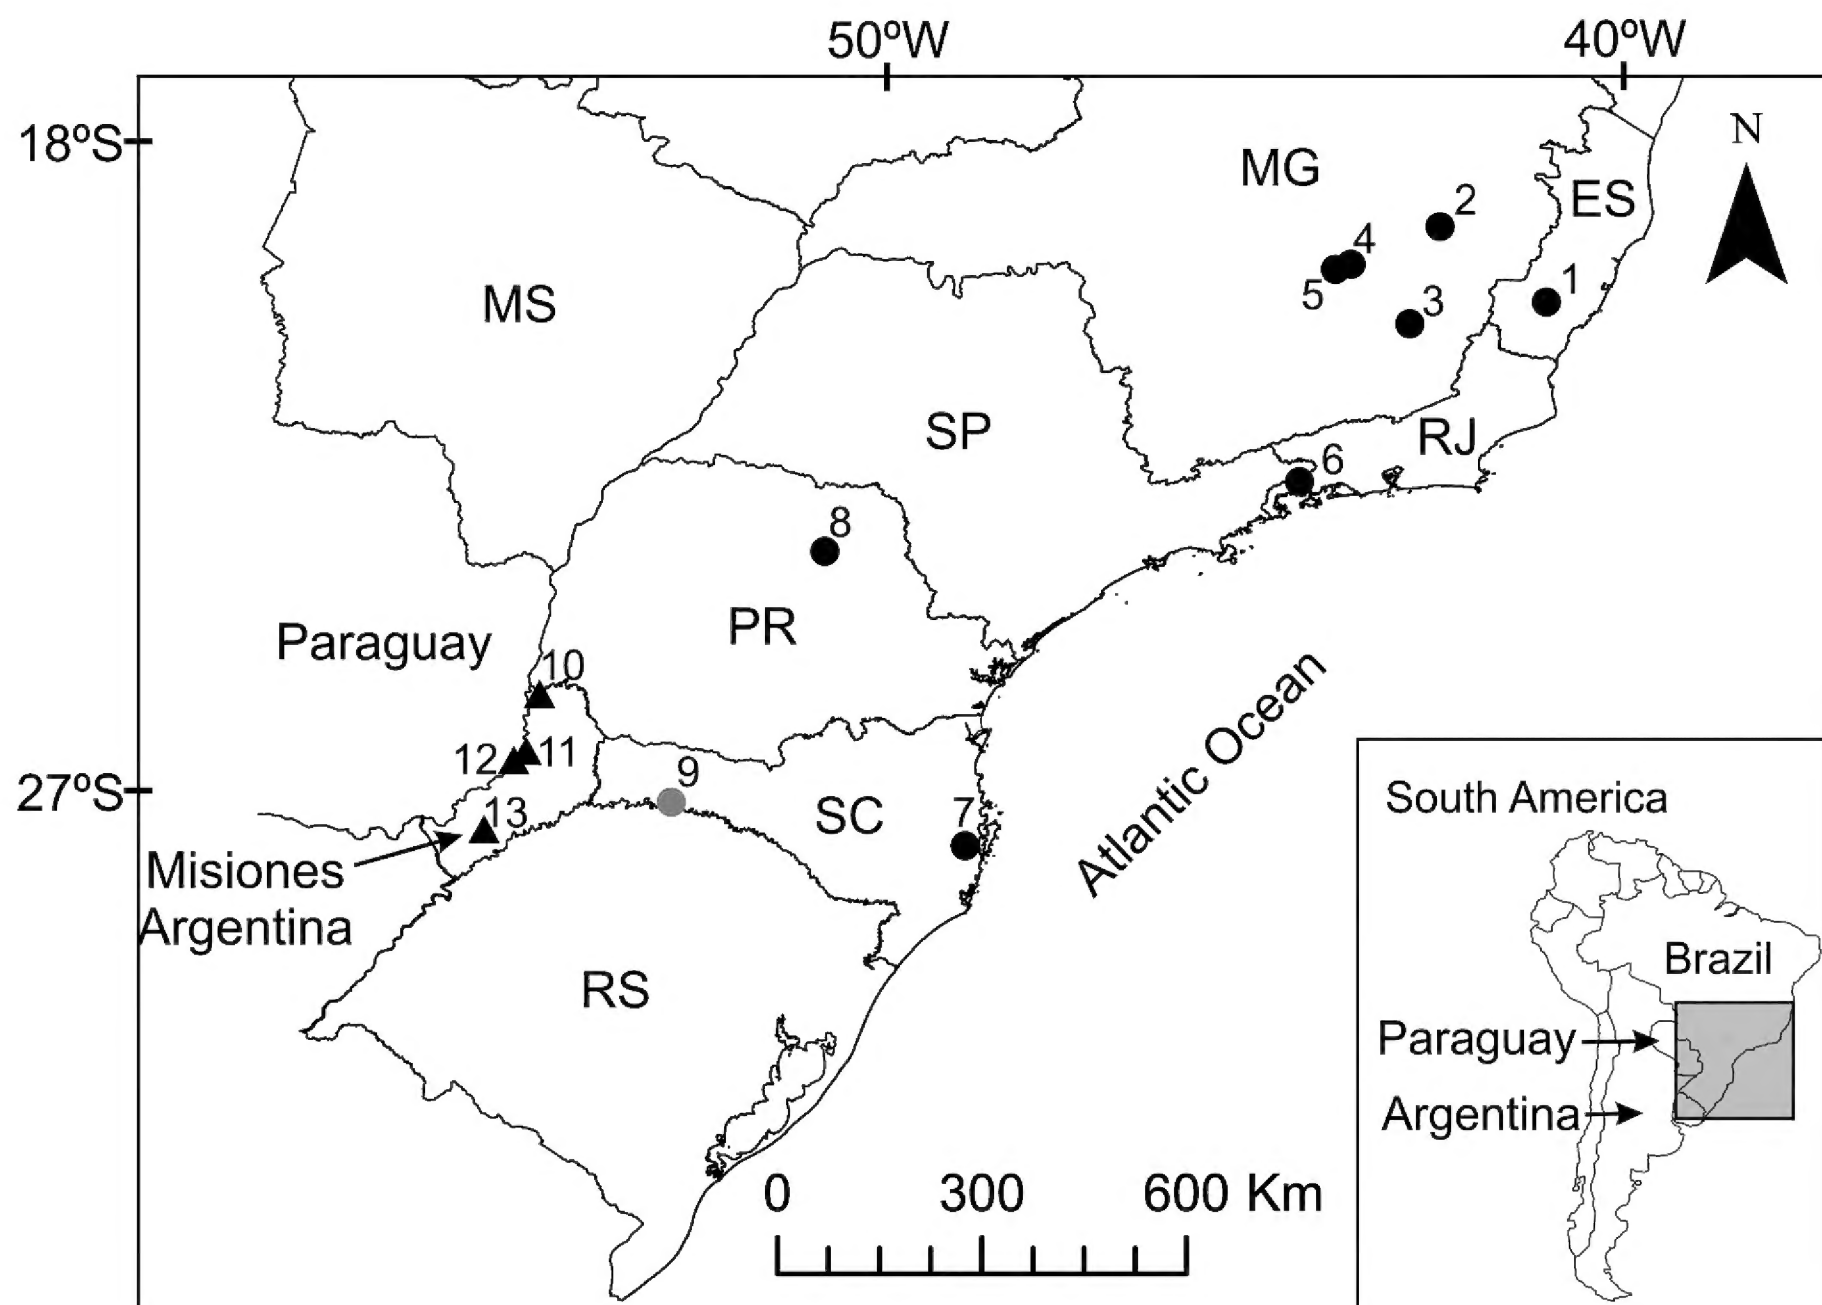 50ºW
40ºW
18ºS
N
MG
ES
2
4
5
3
1
MS
SP
RJ
6
8
PR
Paraguay
10
12
11
27ºS
9
13
SC
7
Misiones
Argentina
RS
Atlantic Ocean
0 300 600 Km
South America
Brazil
Paraguay
Argentina